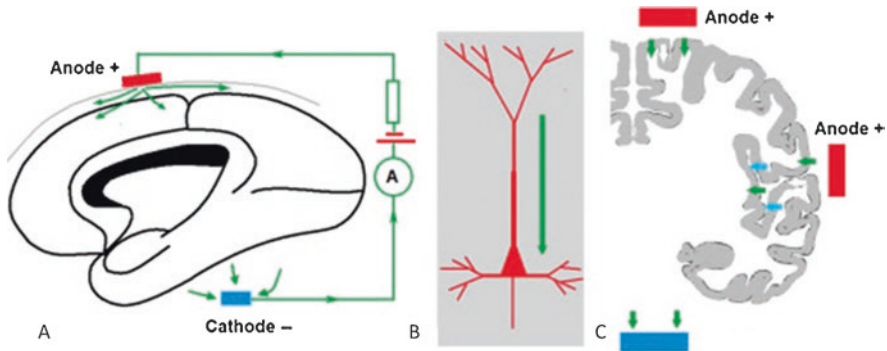 Anode +
A
Cathode –
A
B
Anode +
Anode +
C